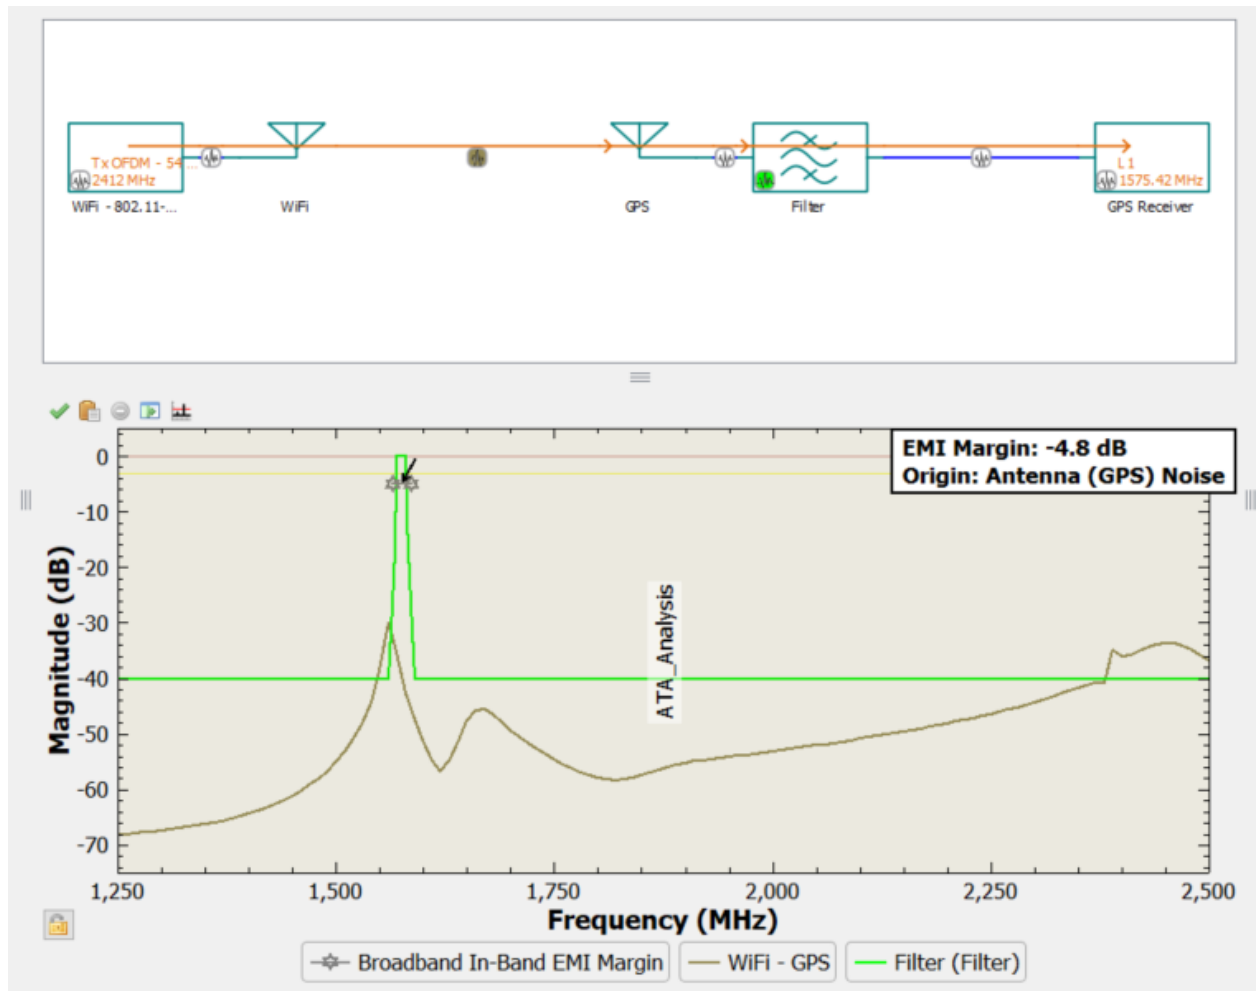 Tx OFDM - 54 ...
2412 MHz
L1
1575.42 MHz
WiFi - 802.11-...
WiFi
GPS
Filter
GPS Receiver
EMI Margin: -4.8 dB
Origin: Antenna (GPS) Noise
0
-10
-20
-30
-40
-50
-60
-70
Magnitude (dB)
ATA_Analysis
1,250
1,500
1,750
2,000
2,250
2,500
Frequency (MHz)
Broadband In-Band EMI Margin
WiFi - GPS
Filter (Filter)